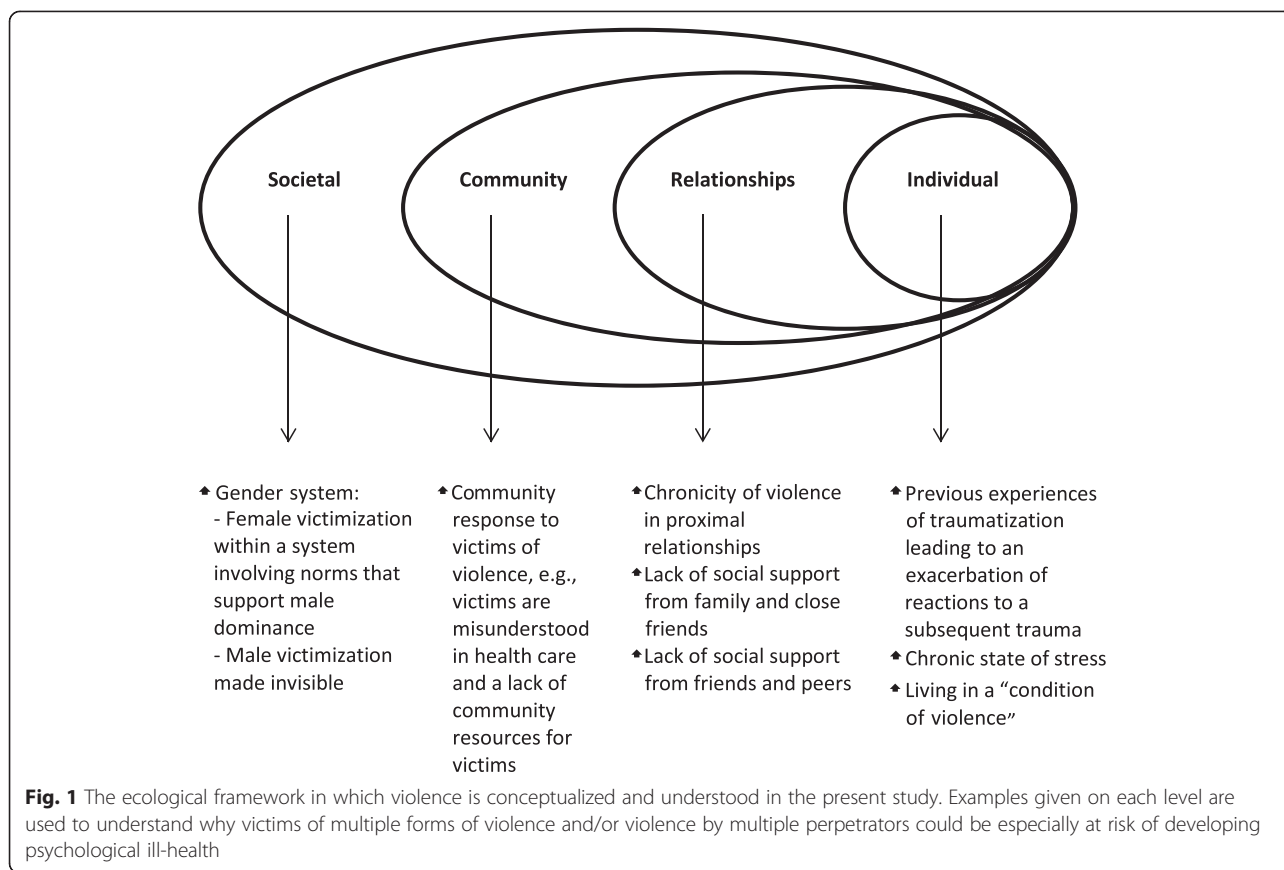 Societal
Community
Relationships
Individual
Gender system:
- Female victimization
within a system
involving norms that
support male
dominance
- Male victimization
made invisible
Community
response to
victims of
violence, e.g.,
victims are
misunderstood
in health care
and a lack of
community
resources for
victims
Chronicity of violence
in proximal
relationships
Lack of social support
from family and close
friends
Lack of social support
from friends and peers
Previous experiences
of traumatization
leading to an
exacerbation of
reactions to a
subsequent trauma
Chronic state of stress
Living in a “condition
of violence”
Fig. 1 The ecological framework in which violence is conceptualized and understood in the present study. Examples given on each level are
used to understand why victims of multiple forms of violence and/or violence by multiple perpetrators could be especially at risk of developing
psychological ill-health